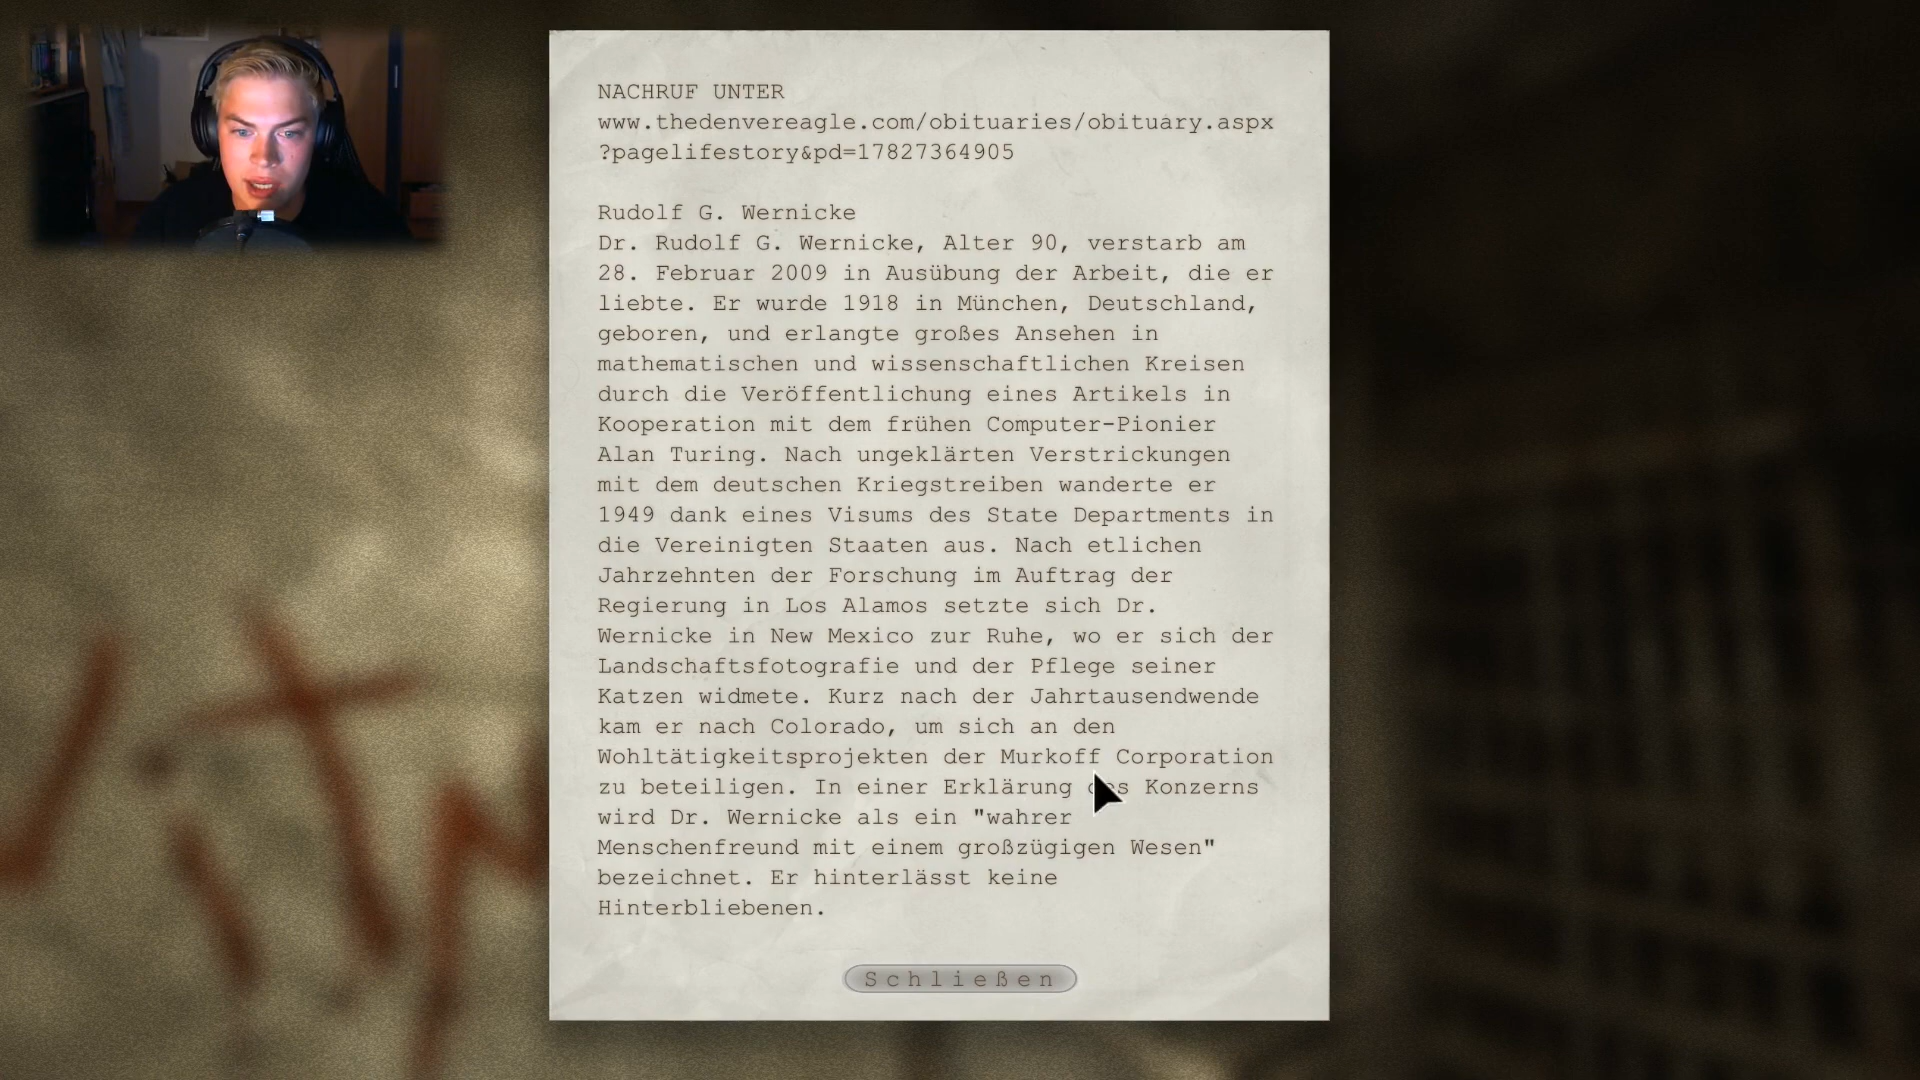 NACHRUF UNTER
www.thedenvereagle.com/obituaries/obituary.aspx
?pagelifestory&pd=17827364905
Rudolf G. Wernicke
Dr. Rudolf G. Wernicke, Alter 90, verstarb am
28. Februar 2009 in Ausübung der Arbeit, die er
liebte. Er wurde 1918 in München, Deutschland,
geboren, und erlangte großes Ansehen in
mathematischen und wissenschaftlichen Kreisen
durch die Veröffentlichung eines Artikels in
Kooperation mit dem frühen Computer-Pionier
Alan Turing. Nach ungeklärten Verstrickungen
mit dem deutschen Kriegstreiben wanderte er
1949 dank eines Visums des State Departments in
die Vereinigten Staaten aus. Nach etlichen
Jahrzehnten der Forschung im Auftrag der
Regierung in Los Alamos setzte sich Dr.
Wernicke in New Mexico zur Ruhe, wo er sich der
Landschaftsfotografie und der Pflege seiner
Katzen widmete. Kurz nach der Jahrtausendwende
kam er nach Colorado, um sich an den
Wohltätigkeitsprojekten der Murkoff Corporation
zu beteiligen. In einer Erklärung des Konzerns
wird Dr. Wernicke als ein "wahrer
Menschenfreund mit einem großzügigen Wesen"
bezeichnet. Er hinterlässt keine
Hinterbliebenen.
Schließen